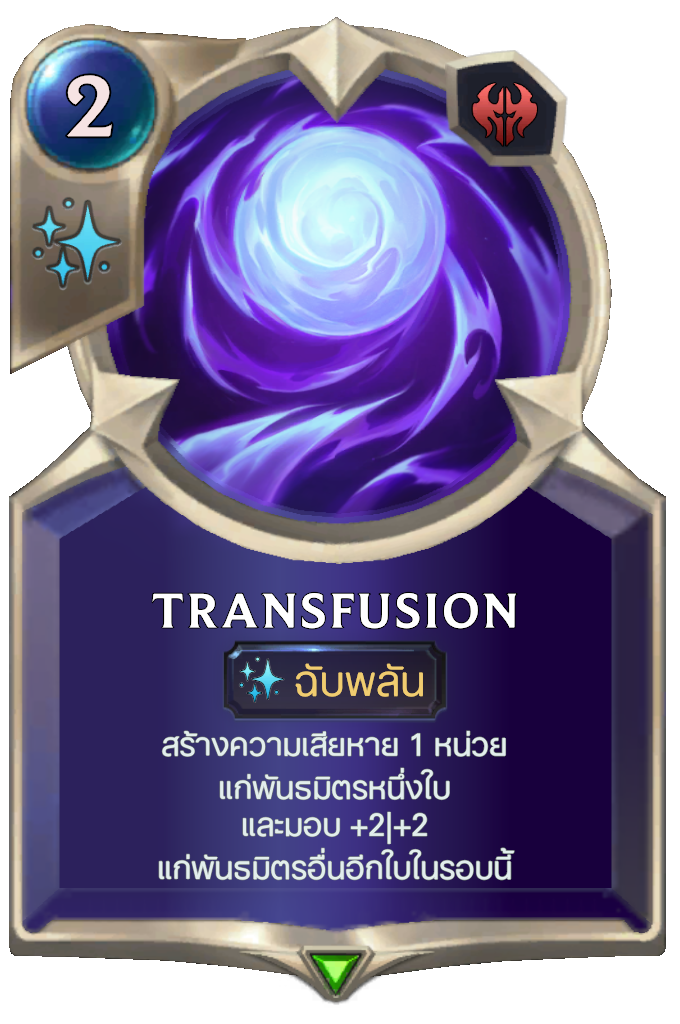 2
TRANSFUSION
ฉับพลัน
สร้างความเสียหาย 1 หน่วย
แก่พันธมิตรหนึ่งใบ
และมอบ +2|+2
แก่พันธมิตรอื่นอีกใบในรอบนี้